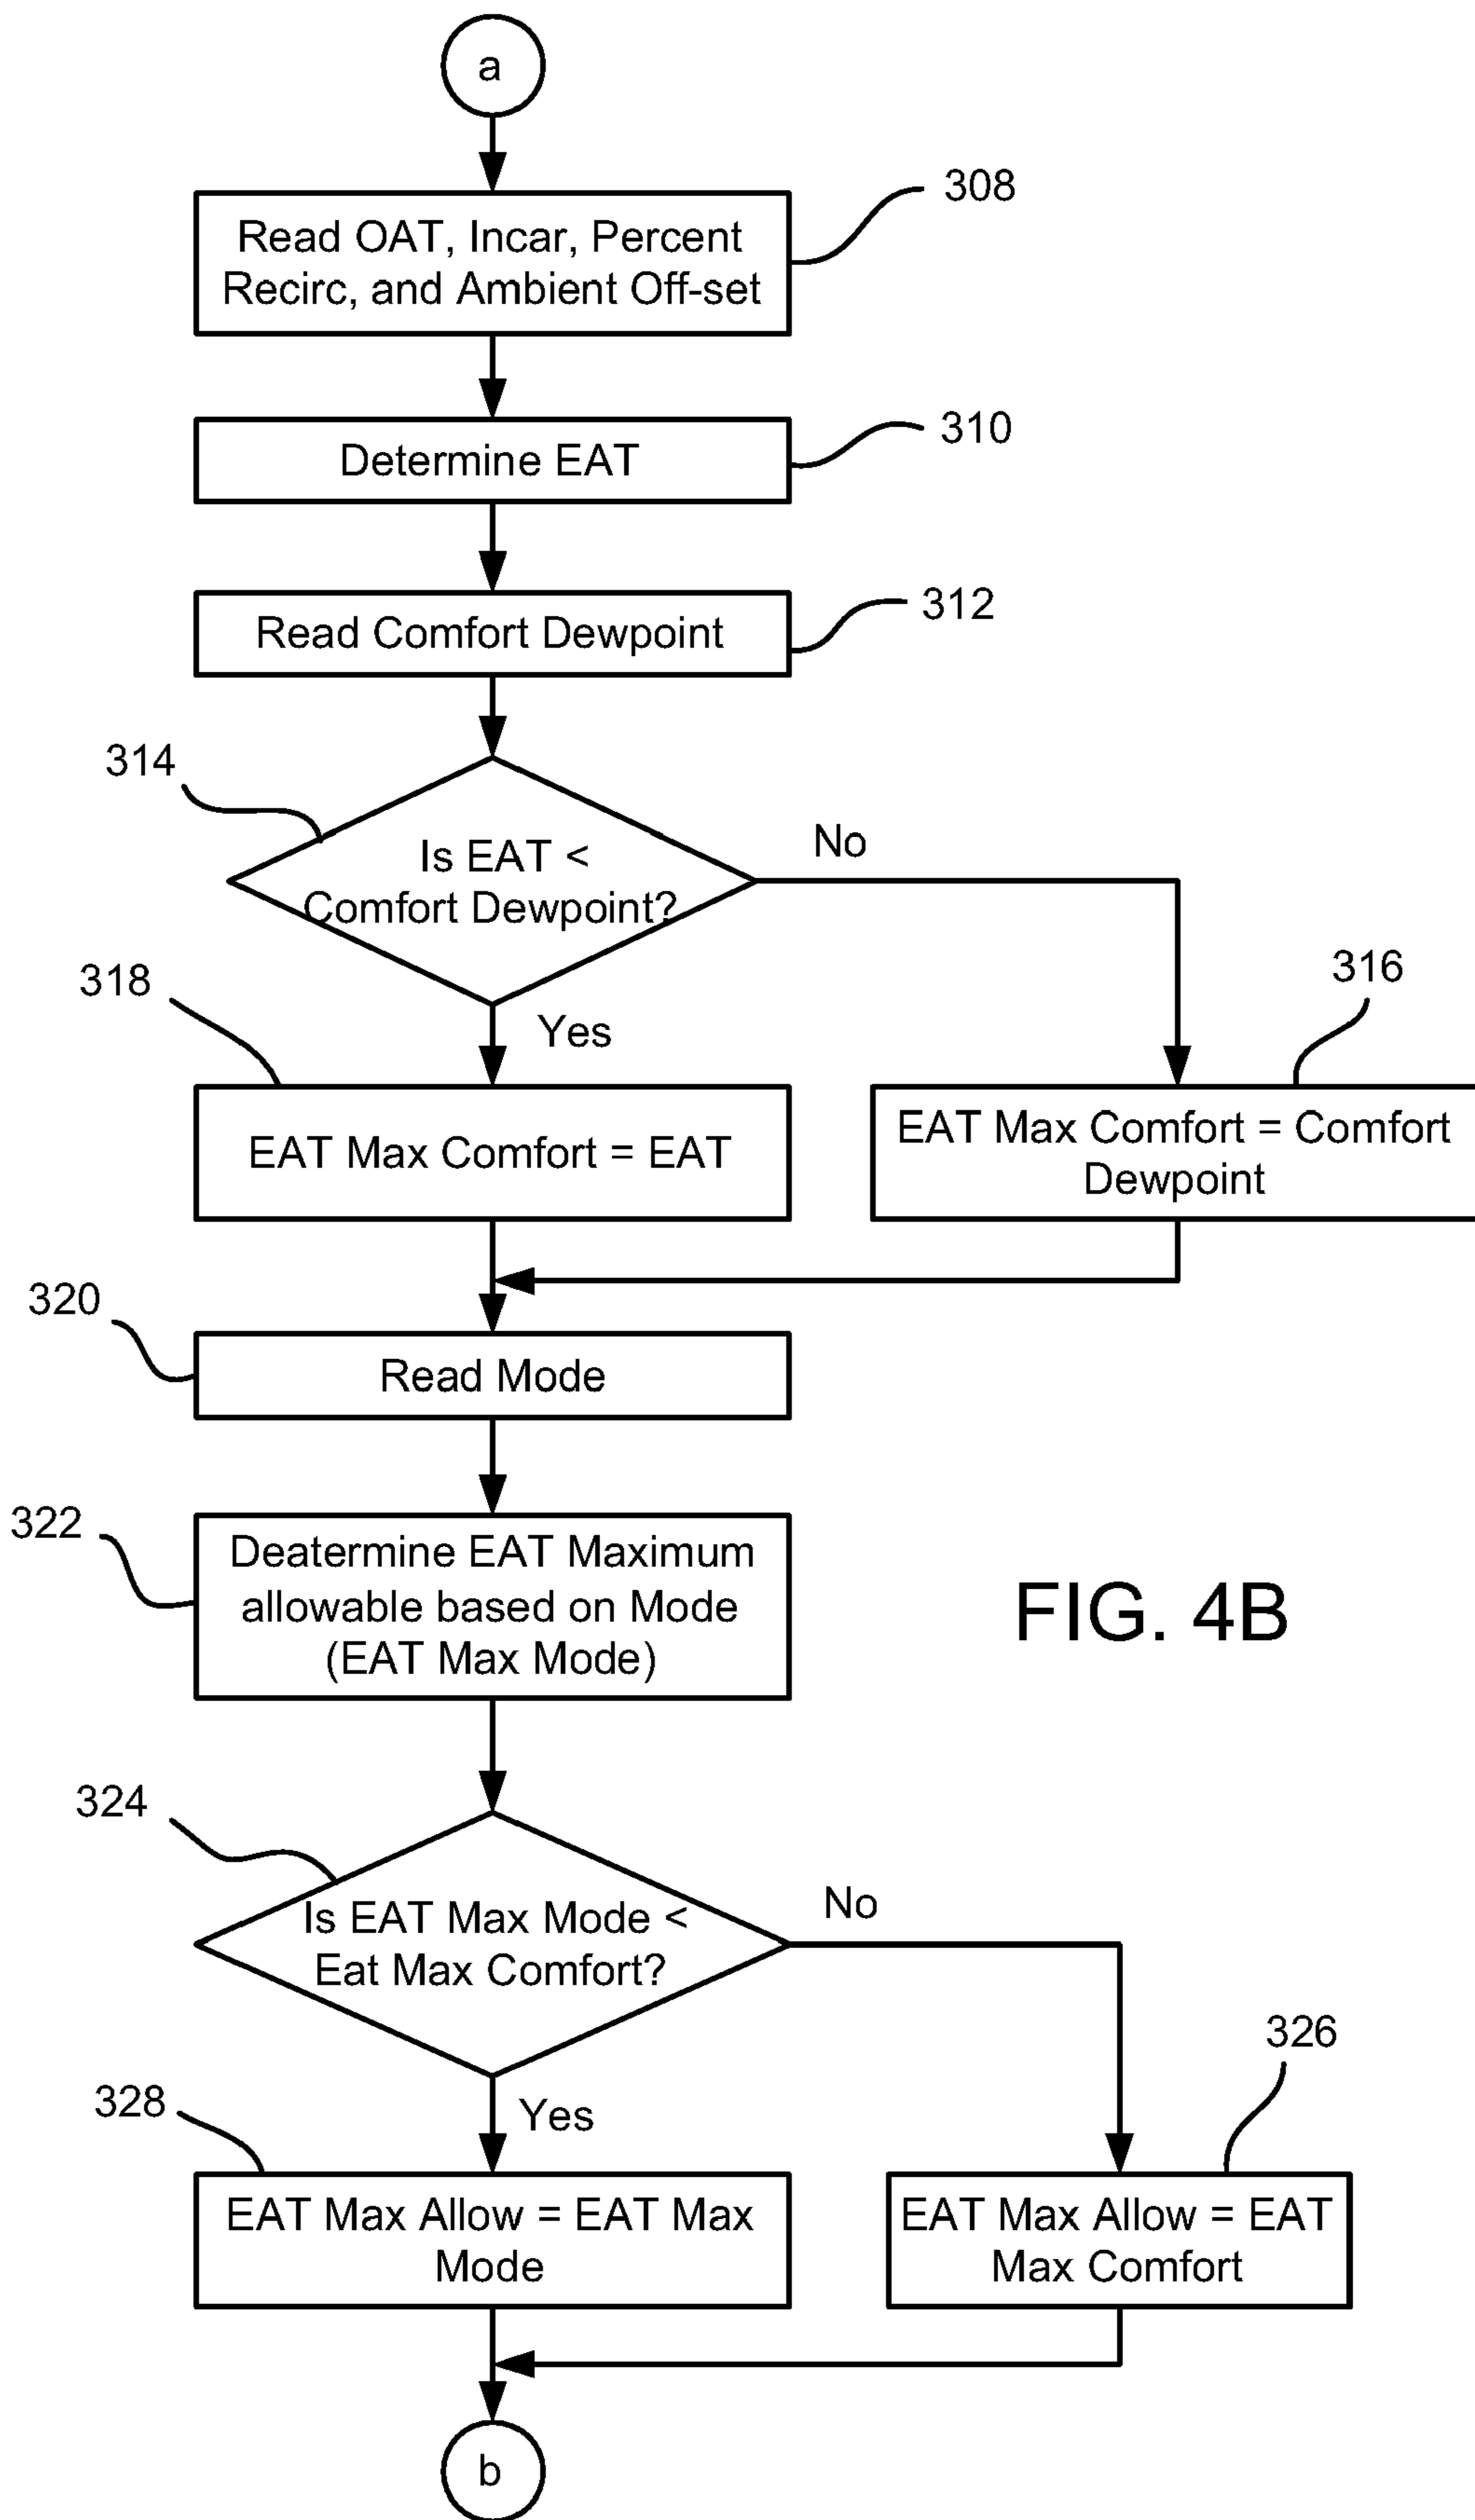 a
308
Read OAT, Incar, Percent
Recirc, and Ambient Off-set
310
Determine EAT
312
Read Comfort Dewpoint
314
Is EAT <
Comfort Dewpoint?
No
Yes
318
316
EAT Max Comfort = EAT
EAT Max Comfort = Comfort
Dewpoint
320
Read Mode
322
Deatermine EAT Maximum
allowable based on Mode
(EAT Max Mode)
FIG. 4B
324
Is EAT Max Mode <
Eat Max Comfort?
No
Yes
328
326
EAT Max Allow = EAT Max
Mode
EAT Max Allow = EAT
Max Comfort
b